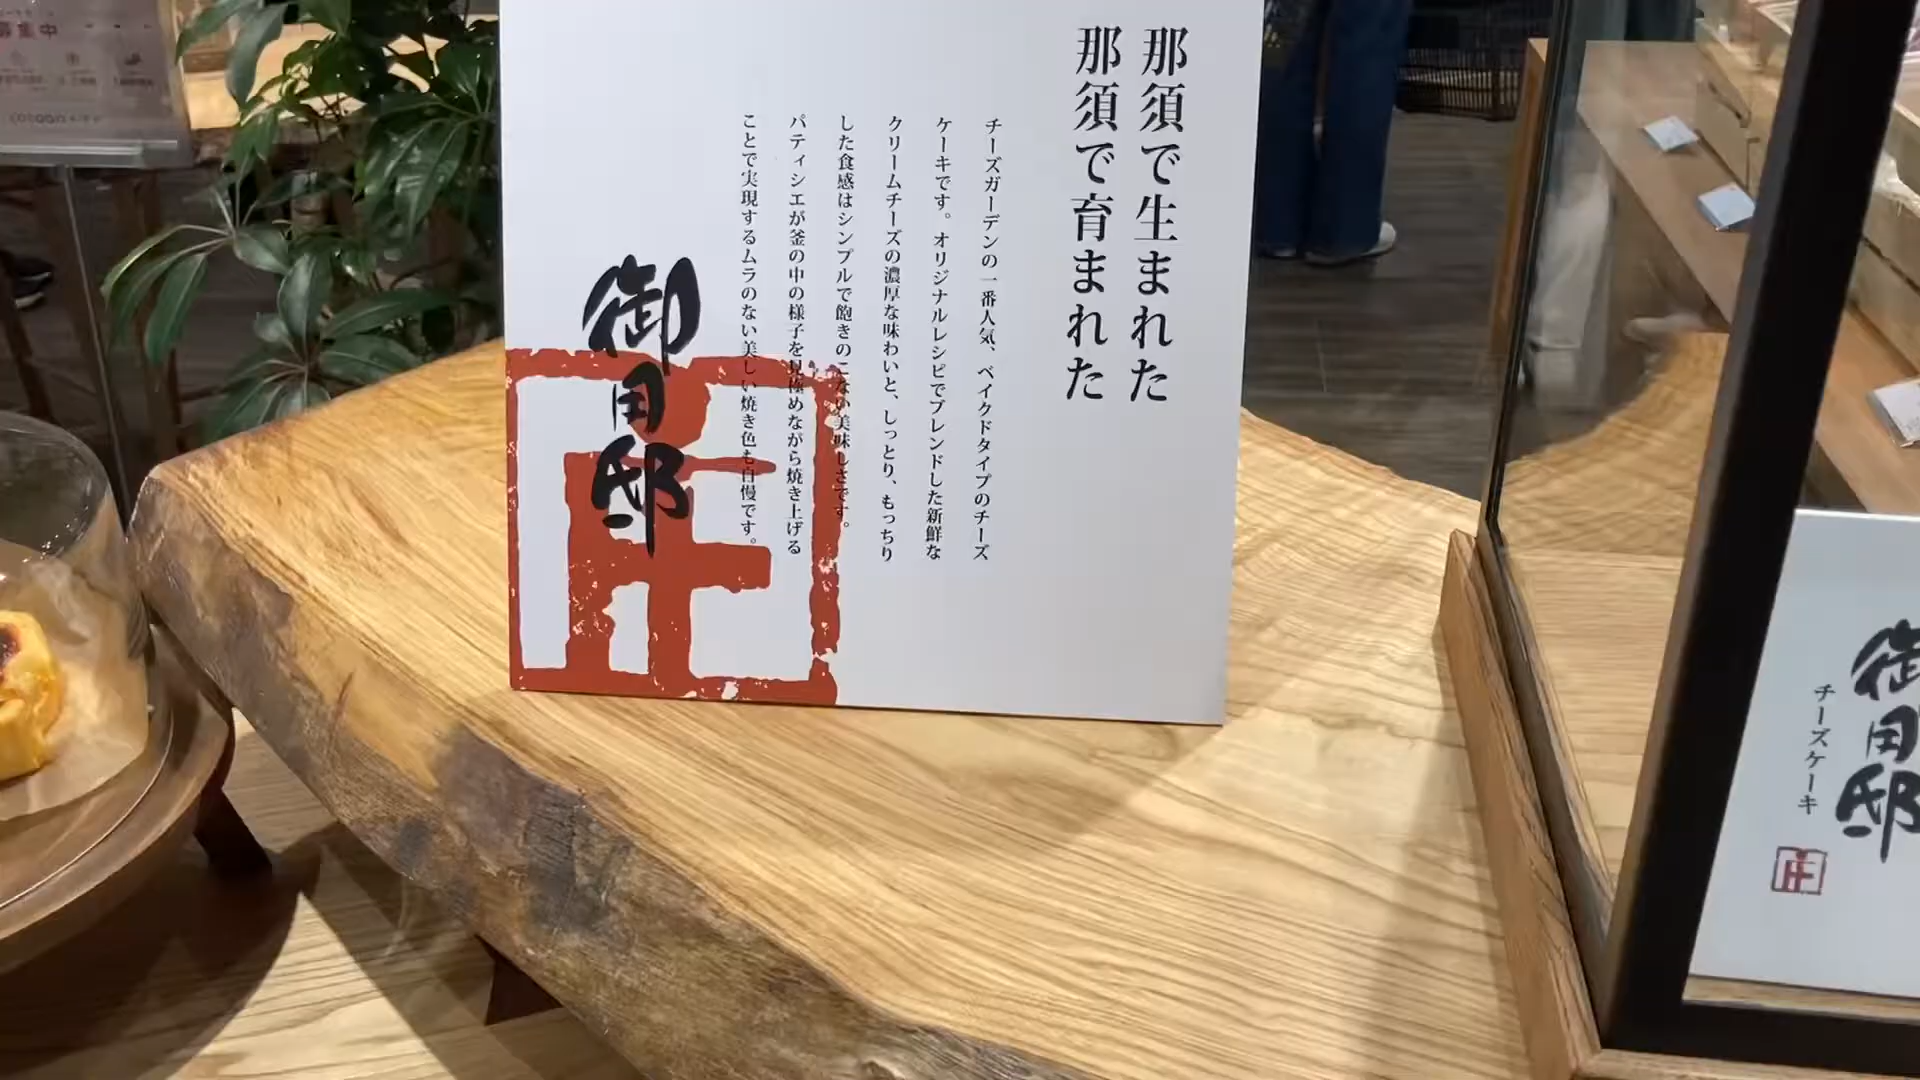 那須で生まれた
那須で育まれた
チーズガーデンの一番人気、ベイクドタイプのチーズ
ケーキです。オリジナルレシピでブレンドした新鮮な
クリームチーズの濃厚な味わいと、しっとり、もっちり
した食感はシンプルで飽きのこない美味しさです。
パティシエが釜の中の様子を見極めながら焼き上げる
ことで実現するムラのない美しい焼き色も自慢です。
御用邸
御用邸
チーズケーキ
募集中